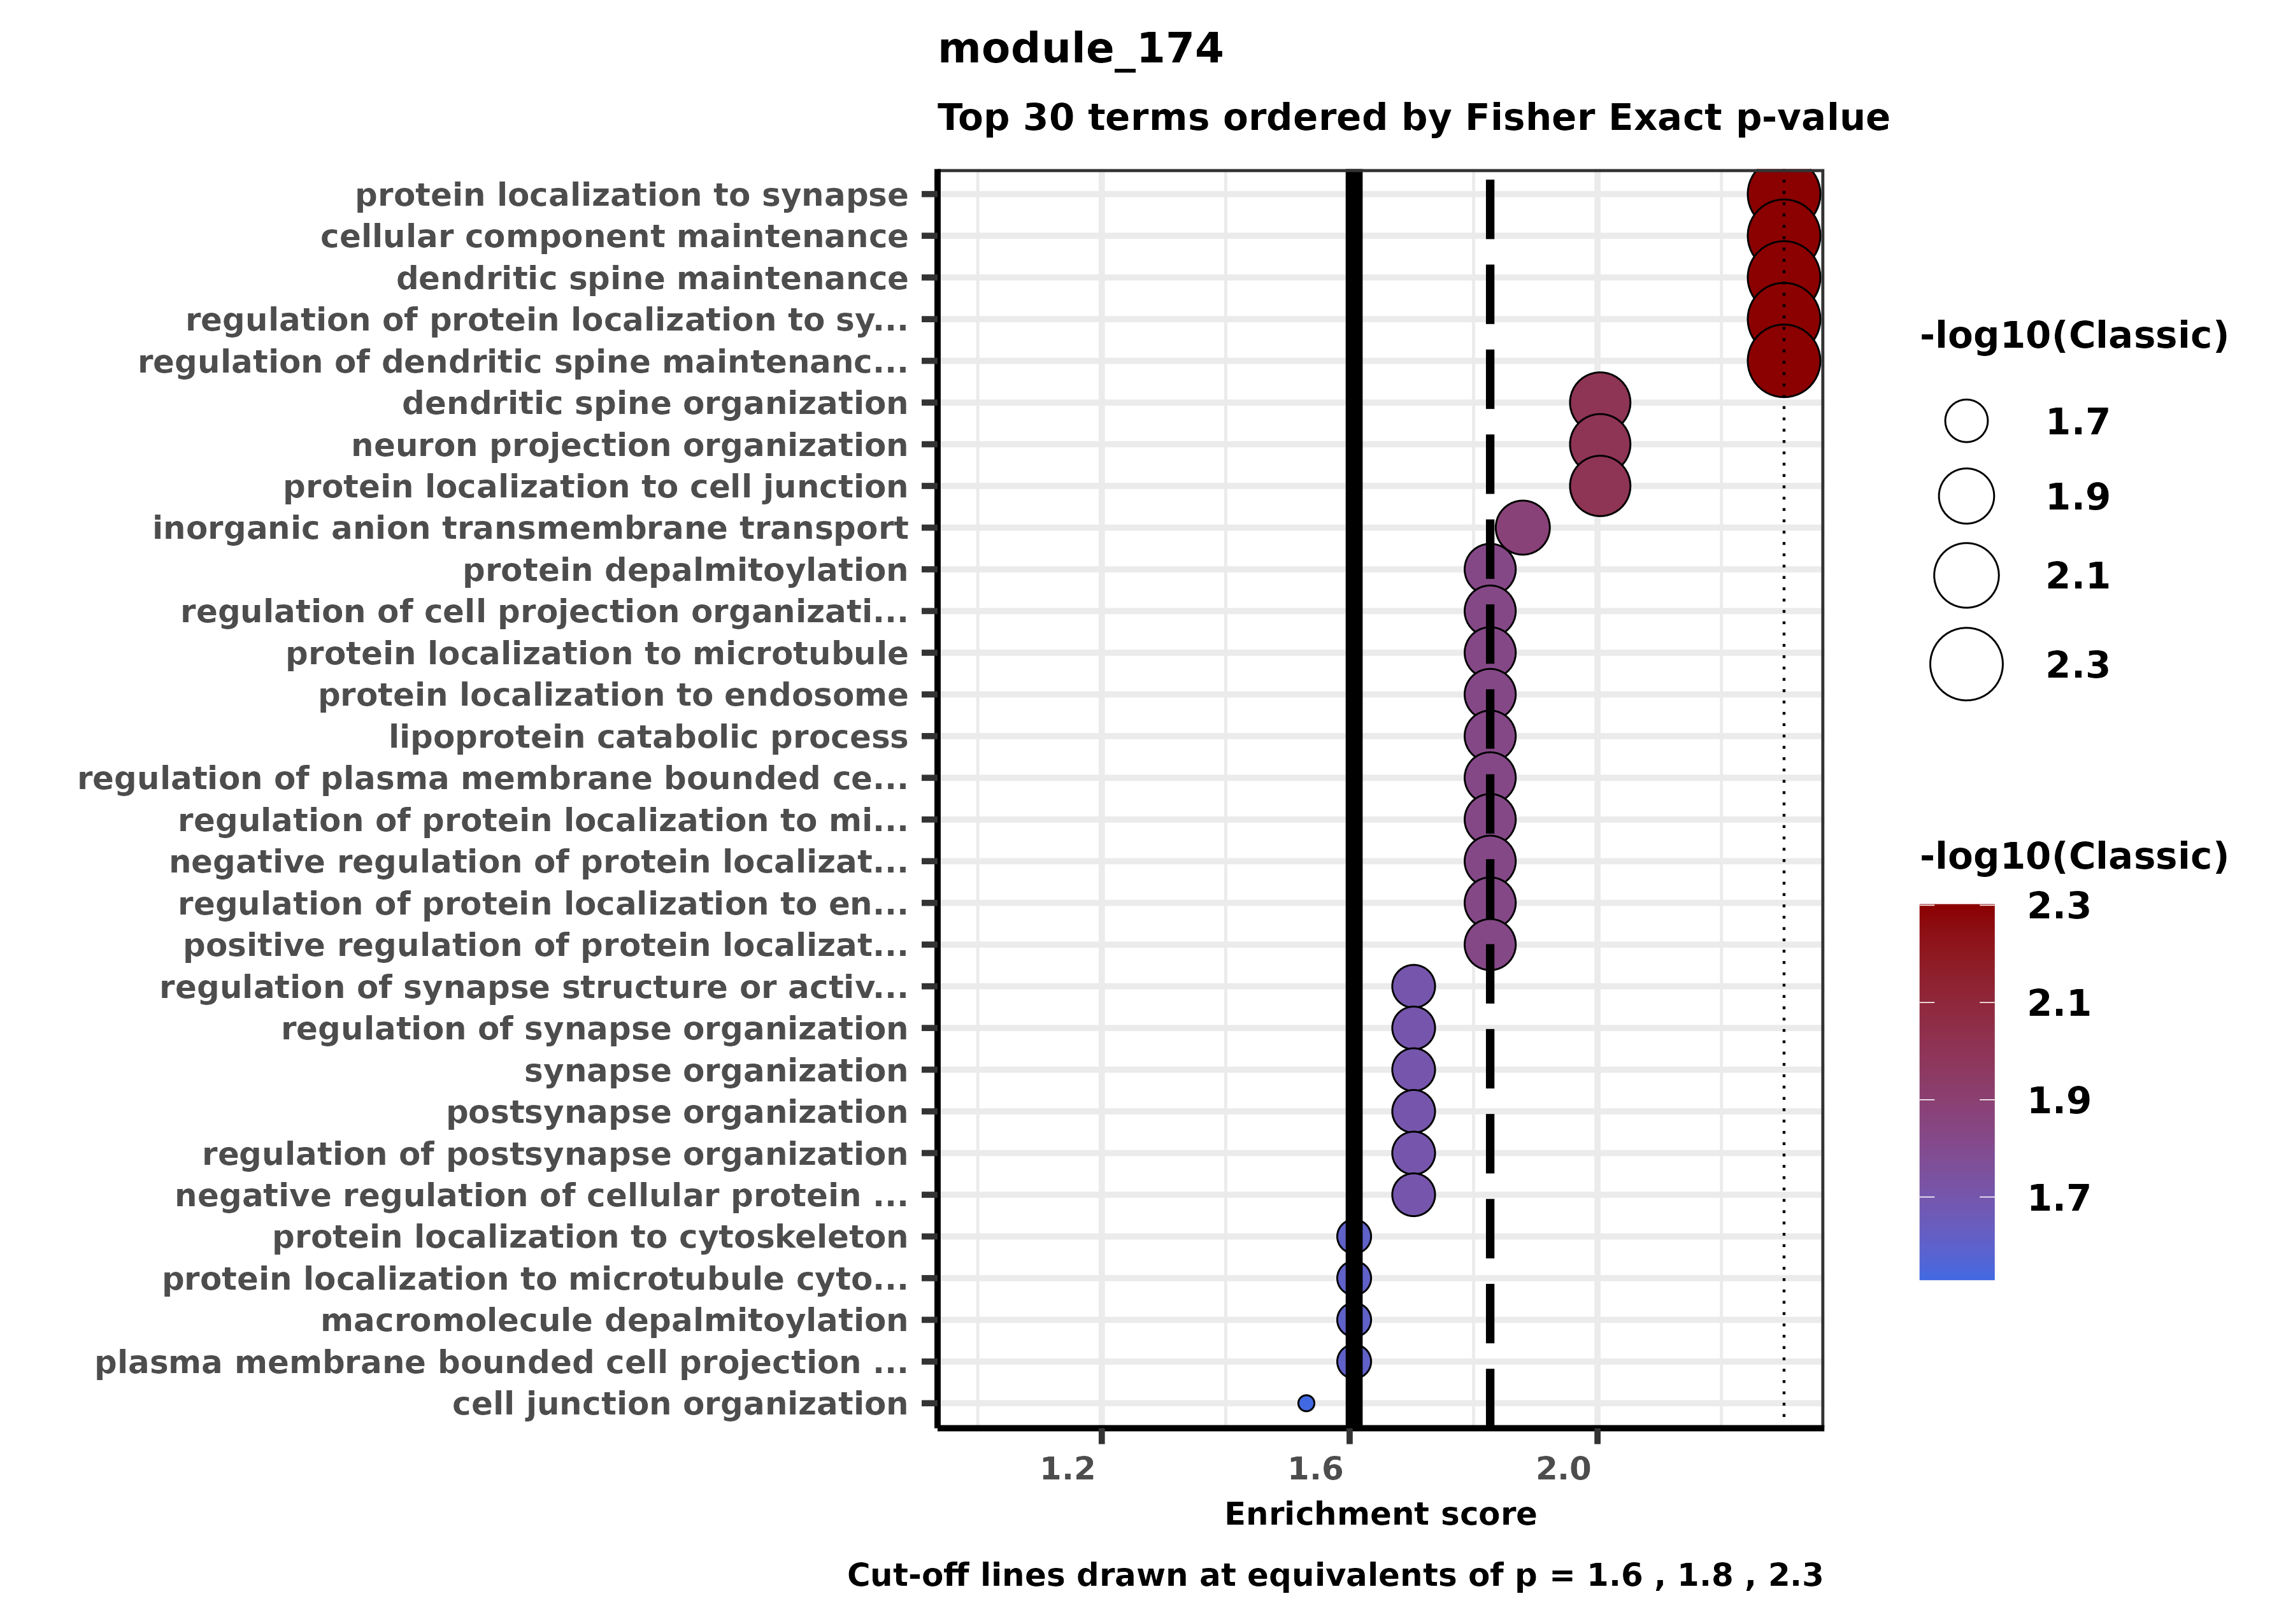 module_174
Top 30 terms ordered by Fisher Exact p-value
protein localization to synapse
cellular component maintenance
dendritic spine maintenance
regulation of protein localization to sy...
regulation of dendritic spine maintenanc...
dendritic spine organization
neuron projection organization
protein localization to cell junction
inorganic anion transmembrane transport
protein depalmitoylation
regulation of cell projection organizati...
protein localization to microtubule
protein localization to endosome
lipoprotein catabolic process
regulation of plasma membrane bounded ce...
regulation of protein localization to mi...
negative regulation of protein localizat...
regulation of protein localization to en...
positive regulation of protein localizat...
regulation of synapse structure or activ...
regulation of synapse organization
synapse organization
postsynapse organization
regulation of postsynapse organization
negative regulation of cellular protein ...
protein localization to cytoskeleton
protein localization to microtubule cyto...
macromolecule depalmitoylation
plasma membrane bounded cell projection ...
cell junction organization
1.2 1.6 2.0
Enrichment score
Cut-off lines drawn at equivalents of p = 1.6 , 1.8 , 2.3
-log10(Classic)
1.7
1.9
2.1
2.3
-log10(Classic)
2.3
2.1
1.9
1.7